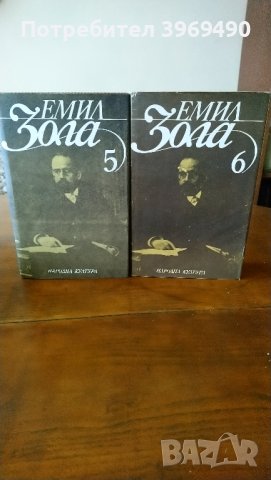 Потребител 3969490
ЕМИЛ
Зола
5
НАРОДНА КУЛТУРА
ЕМИЛ
Зола
6
НАРОДНА КУЛТУРА
bazar